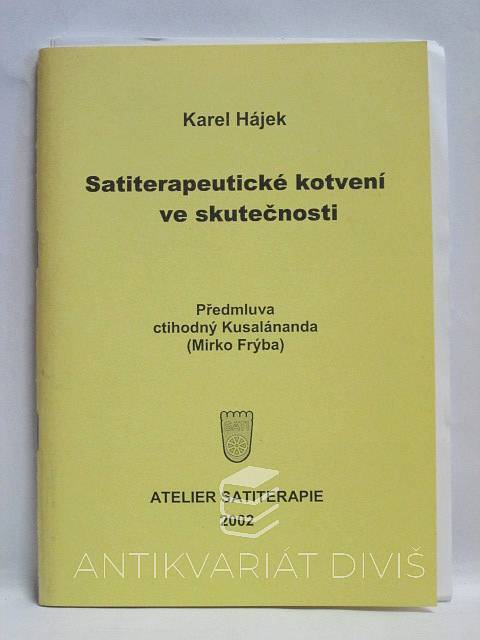 Karel Hájek
Satiterapeutické kotvení
ve skutečnosti
Předmluva
ctihodný Kusalánanda
(Mirko Frýba)
SATI
ATELIER SATITERAPIE
2002
ANTIKVARIÁT DIVIŠ